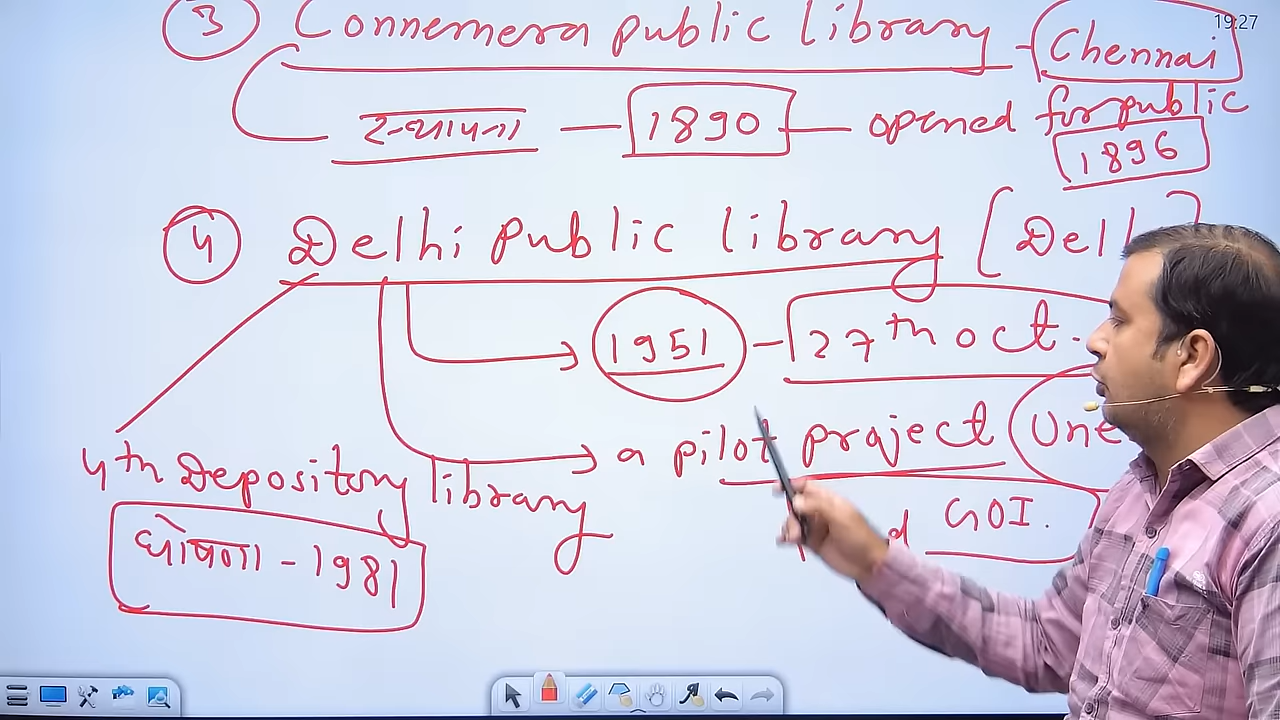 19:27
3 Connemera public library - Chennai
स्थापना — 1890 — opened for public
1896
4 Delhi public library [Delh]
1951 - 27th oct.
a pilot project Une
4th Depository library
d GOI.
घोषणा - 1981